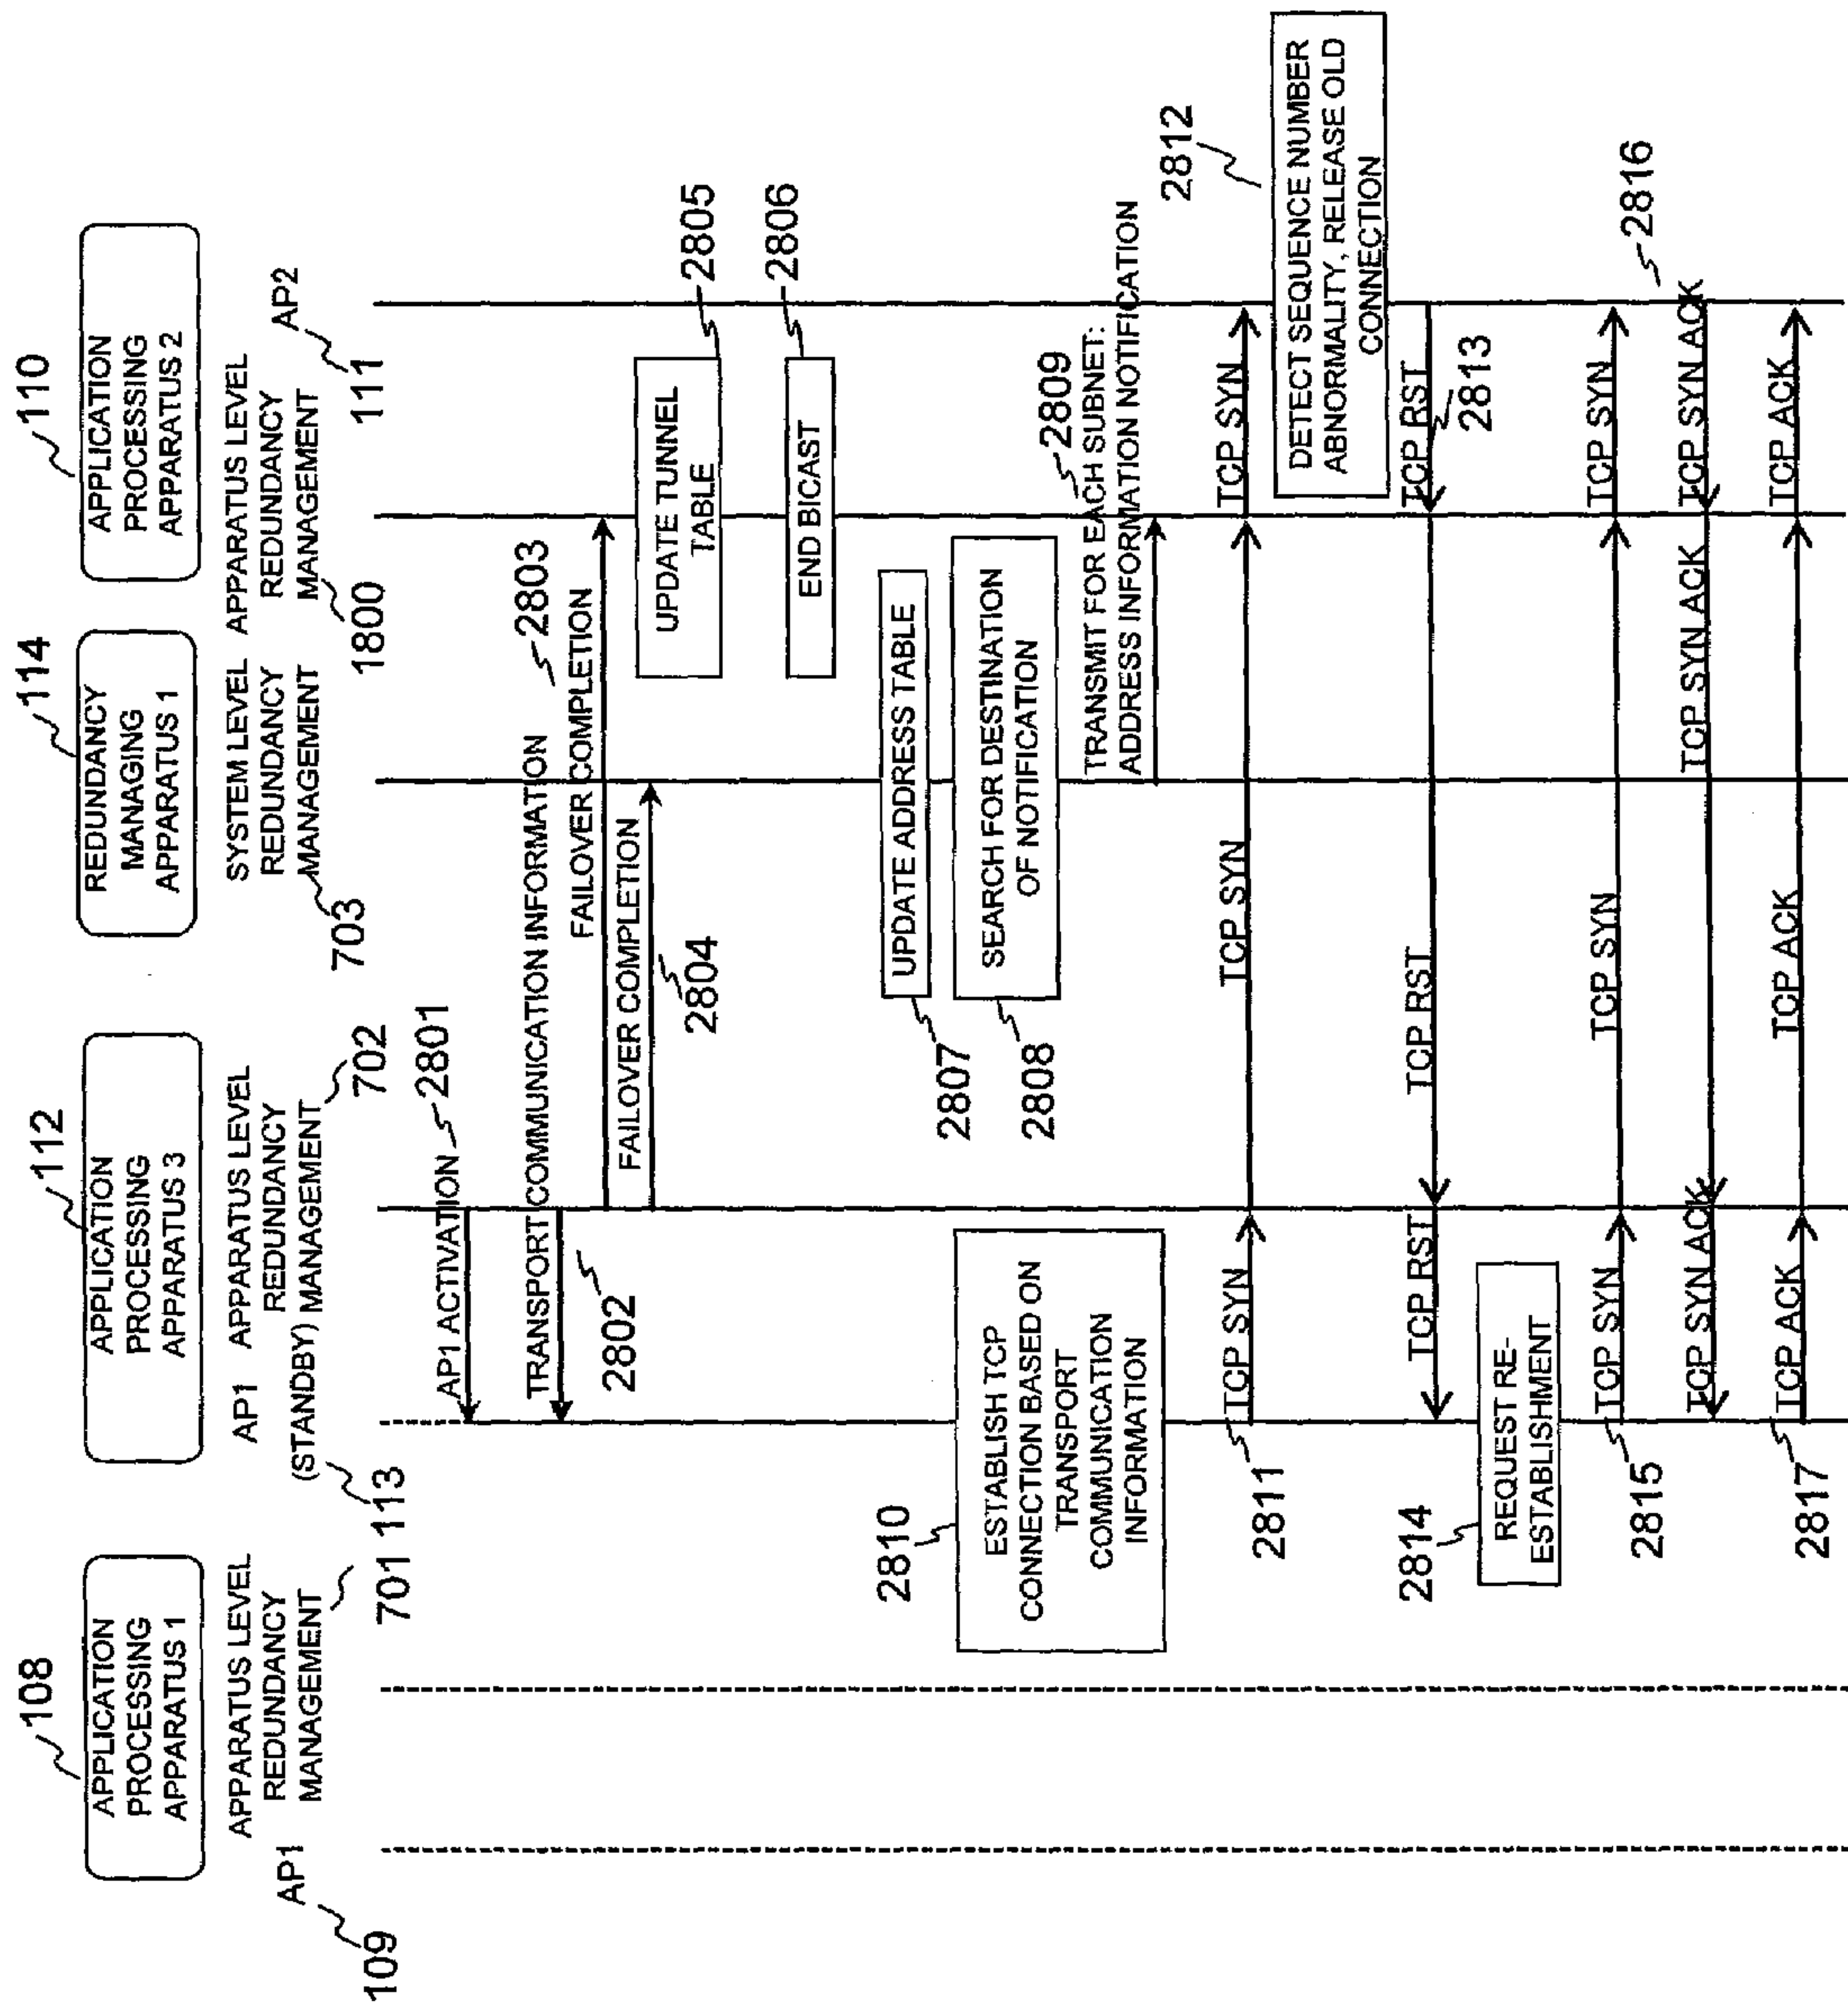 108
APPLICATION
PROCESSING
APPARATUS 1
APPARATUS LEVEL
REDUNDANCY
MANAGEMENT
AP1
109
701
112
APPLICATION
PROCESSING
APPARATUS 3
AP1
(STANDBY)
113
APPARATUS LEVEL
REDUNDANCY
MANAGEMENT
702
114
REDUNDANCY
MANAGING
APPARATUS 1
SYSTEM LEVEL
REDUNDANCY
MANAGEMENT
703
110
APPLICATION
PROCESSING
APPARATUS 2
APPARATUS LEVEL
REDUNDANCY
MANAGEMENT
1800
AP2
111
AP1 ACTIVATION
2801
TRANSPORT COMMUNICATION INFORMATION
2802
FAILOVER COMPLETION
2803
FAILOVER COMPLETION
2804
UPDATE TUNNEL
TABLE
2805
END BICAST
2806
UPDATE ADDRESS TABLE
2807
SEARCH FOR DESTINATION
OF NOTIFICATION
2808
2809
TRANSMIT FOR EACH SUBNET:
ADDRESS INFORMATION NOTIFICATION
2810
ESTABLISH TCP
CONNECTION BASED ON
TRANSPORT
COMMUNICATION
INFORMATION
TCP SYN
TCP SYN
TCP SYN
2811
2812
DETECT SEQUENCE NUMBER
ABNORMALITY, RELEASE OLD
CONNECTION
TCP RST
TCP RST
TCP RST
2813
2814
REQUEST RE-
ESTABLISHMENT
TCP SYN
TCP SYN
TCP SYN
2815
2816
TCP SYN ACK
TCP SYN ACK
TCP SYN ACK
TCP ACK
TCP ACK
TCP ACK
2817